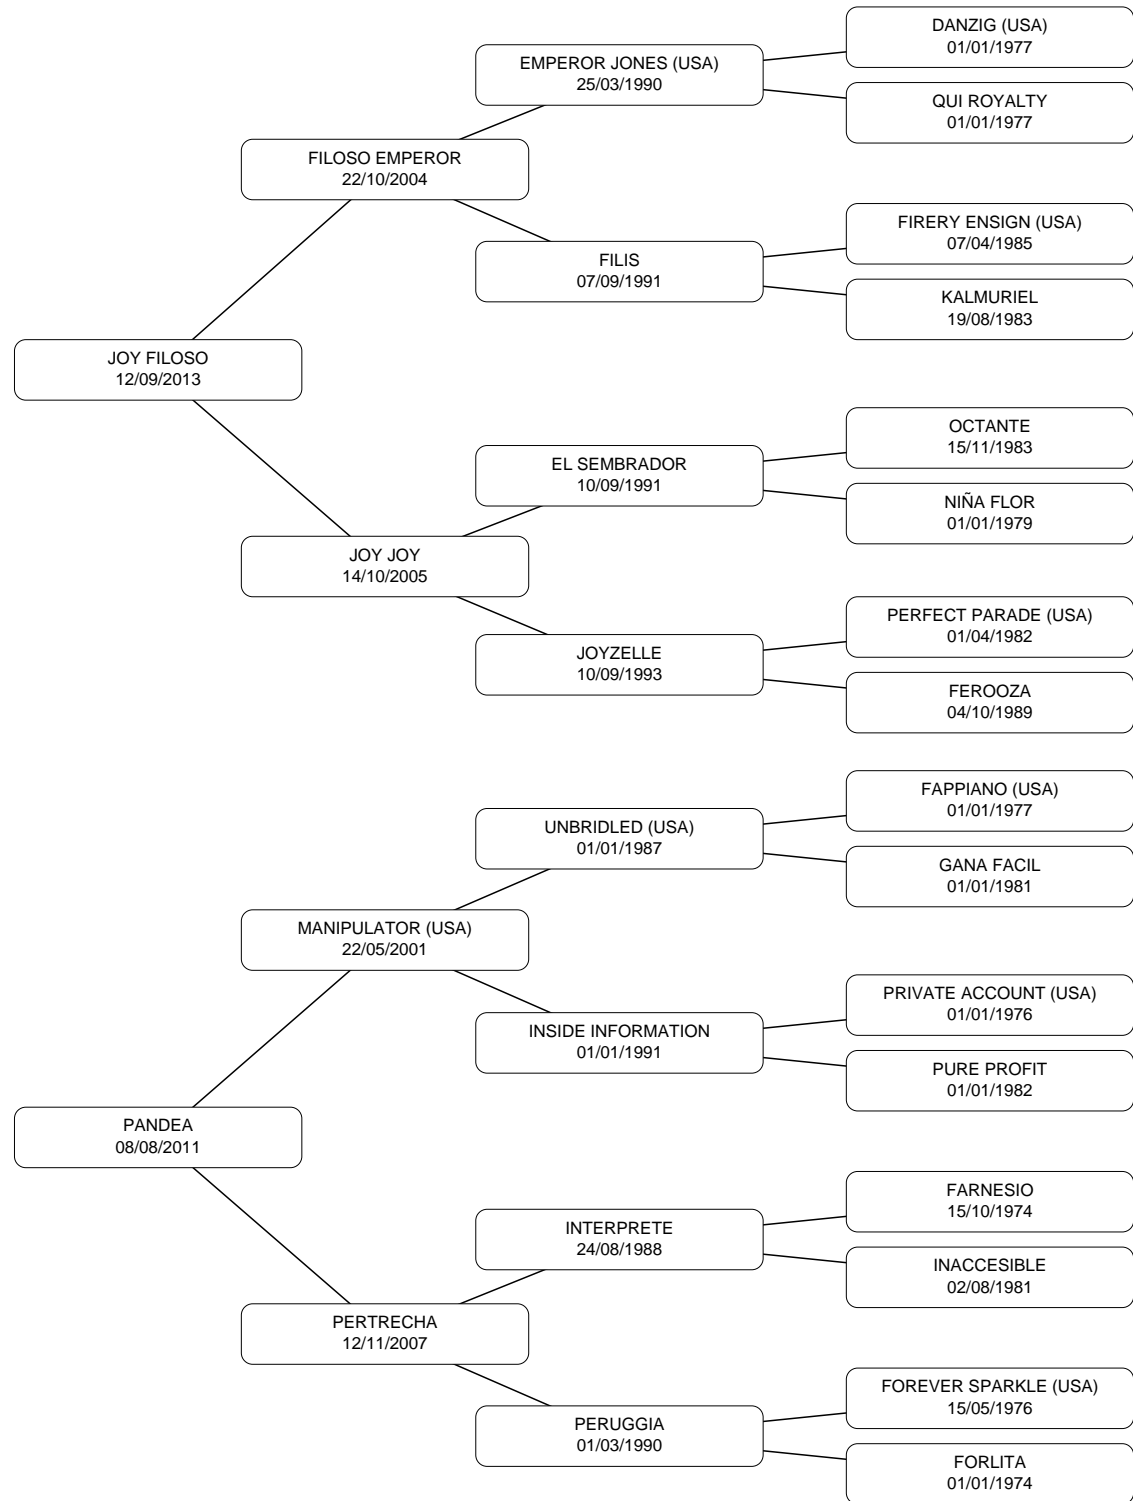 DANZIG (USA)
01/01/1977
EMPEROR JONES (USA)
25/03/1990
QUI ROYALTY
01/01/1977
FILOSO EMPEROR
22/10/2004
FIRERY ENSIGN (USA)
07/04/1985
FILIS
07/09/1991
KALMURIEL
19/08/1983
JOY FILOSO
12/09/2013
OCTANTE
15/11/1983
EL SEMBRADOR
10/09/1991
NIÑA FLOR
01/01/1979
JOY JOY
14/10/2005
PERFECT PARADE (USA)
01/04/1982
JOYZELLE
10/09/1993
FEROOZA
04/10/1989
FAPPIANO (USA)
01/01/1977
UNBRIDLED (USA)
01/01/1987
GANA FACIL
01/01/1981
MANIPULATOR (USA)
22/05/2001
PRIVATE ACCOUNT (USA)
01/01/1976
INSIDE INFORMATION
01/01/1991
PURE PROFIT
01/01/1982
PANDEA
08/08/2011
FARNESIO
15/10/1974
INTERPRETE
24/08/1988
INACCESIBLE
02/08/1981
PERTRECHA
12/11/2007
FOREVER SPARKLE (USA)
15/05/1976
PERUGGIA
01/03/1990
FORLITA
01/01/1974